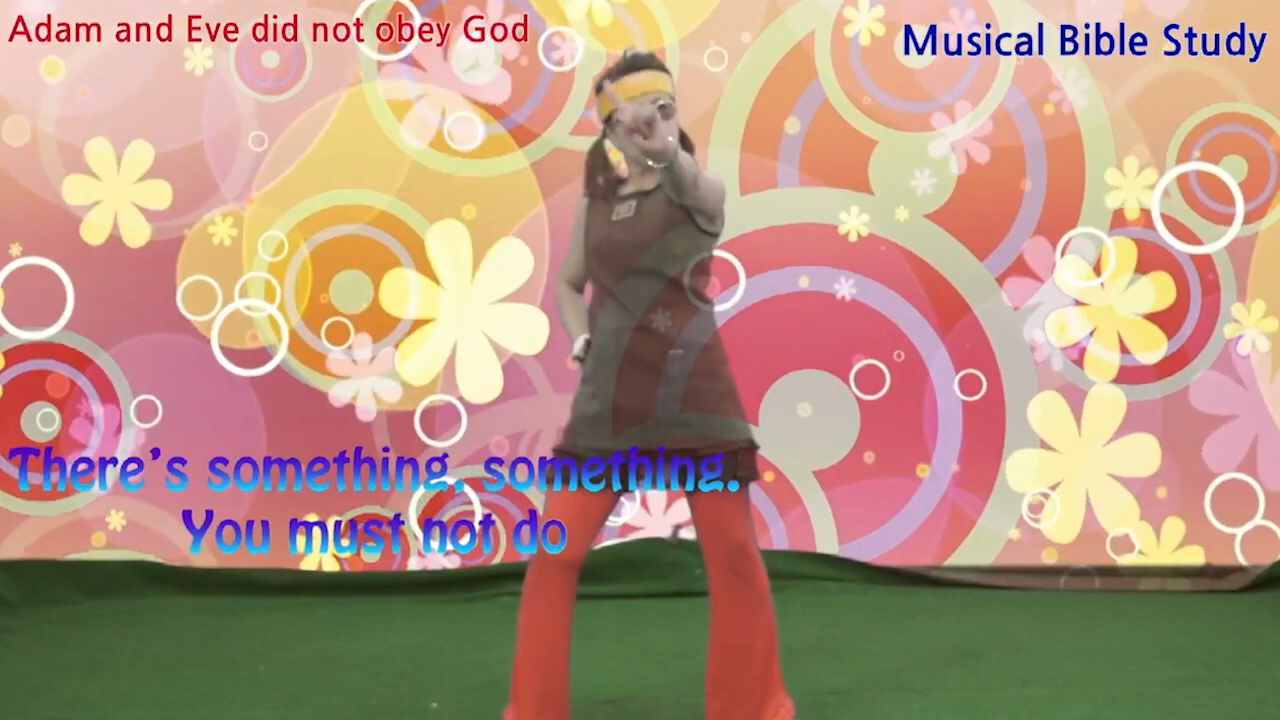 Adam and Eve did not obey God
Musical Bible Study
There's something, something.
You must not do